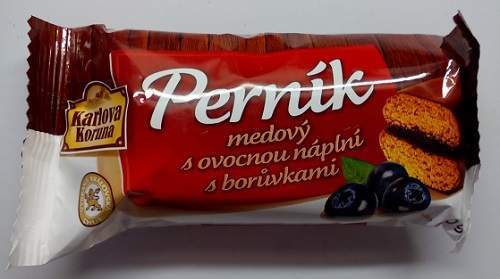 Karlova
Koruna
Perník
medový
s ovocnou náplní
s borůvkami